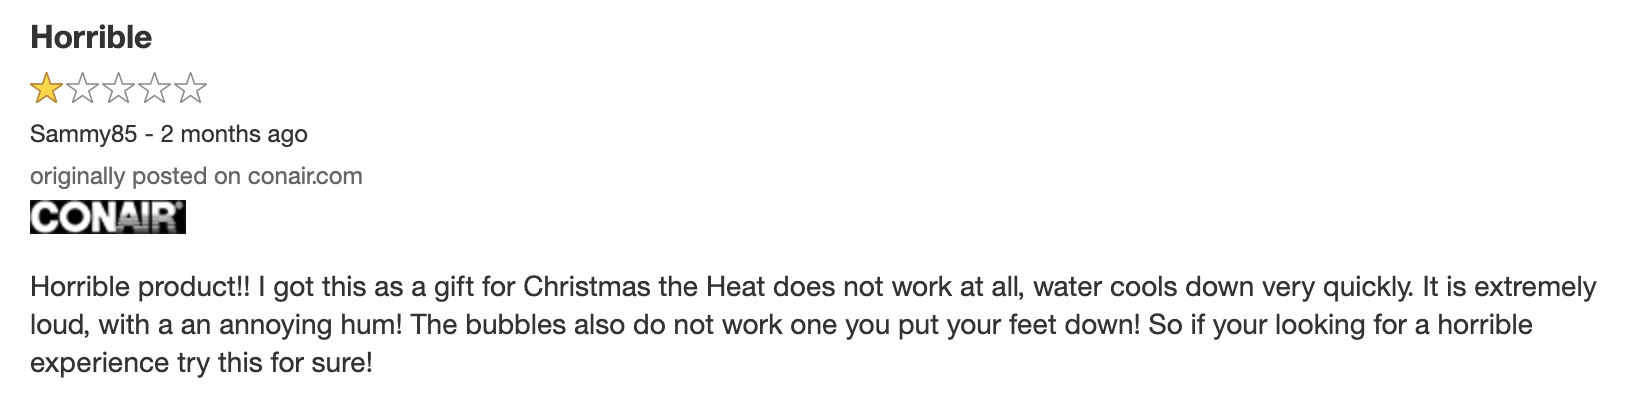 Horrible
Sammy85 - 2 months ago
originally posted on conair.com
CONAIR®
Horrible product!! I got this as a gift for Christmas the Heat does not work at all, water cools down very quickly. It is extremely
loud, with a an annoying hum! The bubbles also do not work one you put your feet down! So if your looking for a horrible
experience try this for sure!